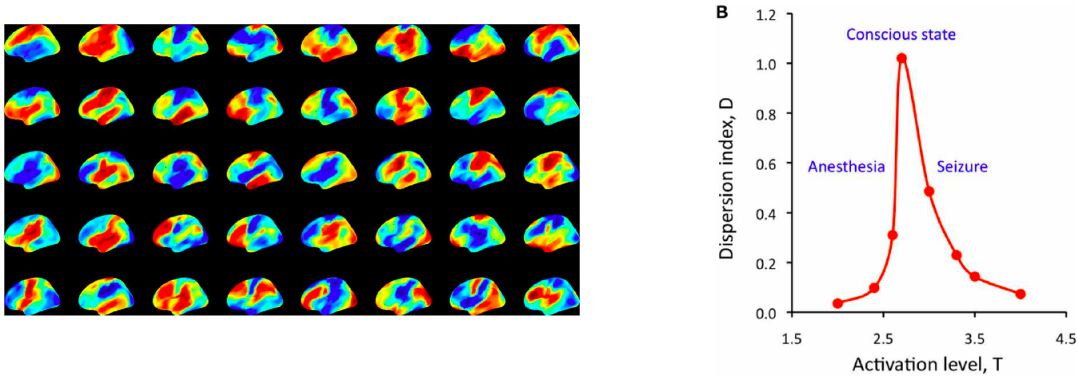 B
1.2
1.0
0.8
0.6
0.4
0.2
0.0
Dispersion index, D
Conscious state
Anesthesia
Seizure
1.5
2.5
3.5
4.5
Activation level, T